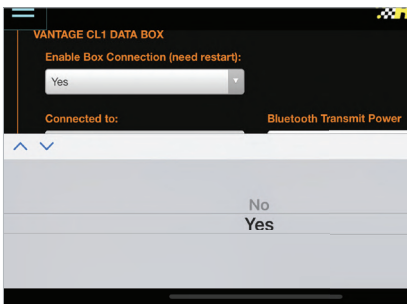 VANTAGE CL1 DATA BOX
Enable Box Connection (need restart):
Yes
Connected to:
Bluetooth Transmit Power
No
Yes